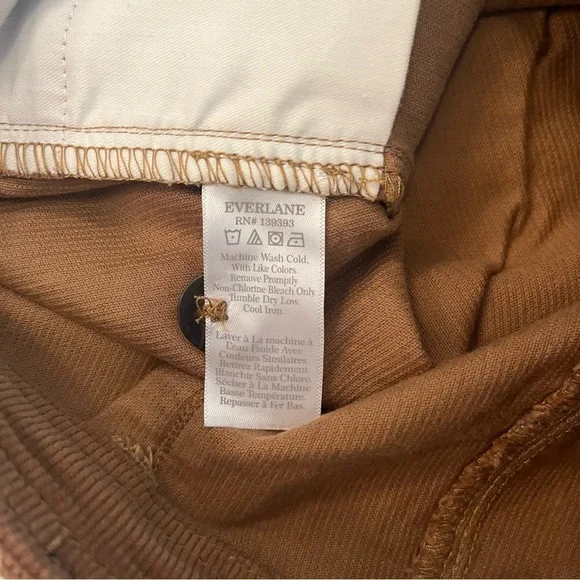 EVERLANE
RN# 139393
Machine Wash Cold,
With Like Colors.
Remove Promptly
Non-Chlorine Bleach Only
Tumble Dry Low
Cool Iron.
Laver À La machine à
L'eau Froide Avec
Couleurs Similaires
Retirez Rapidement
Blanchir Sans Chlore.
Sécher à La Machine
Basse Température.
Repasser à Fer Bas.